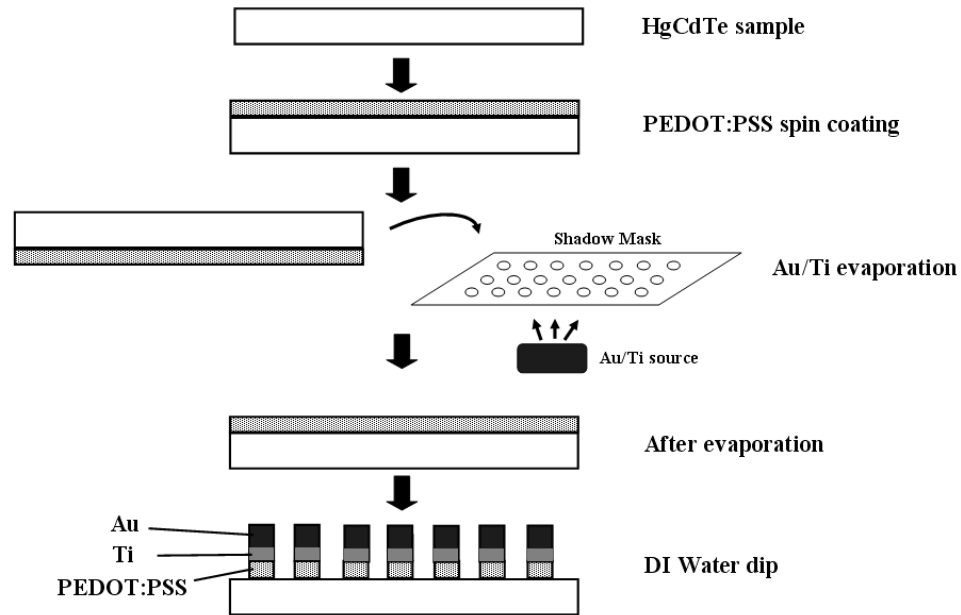 HgCdTe sample
PEDOT:PSS spin coating
Shadow Mask
Au/Ti evaporation
Au/Ti source
After evaporation
Au
Ti
PEDOT:PSS
DI Water dip